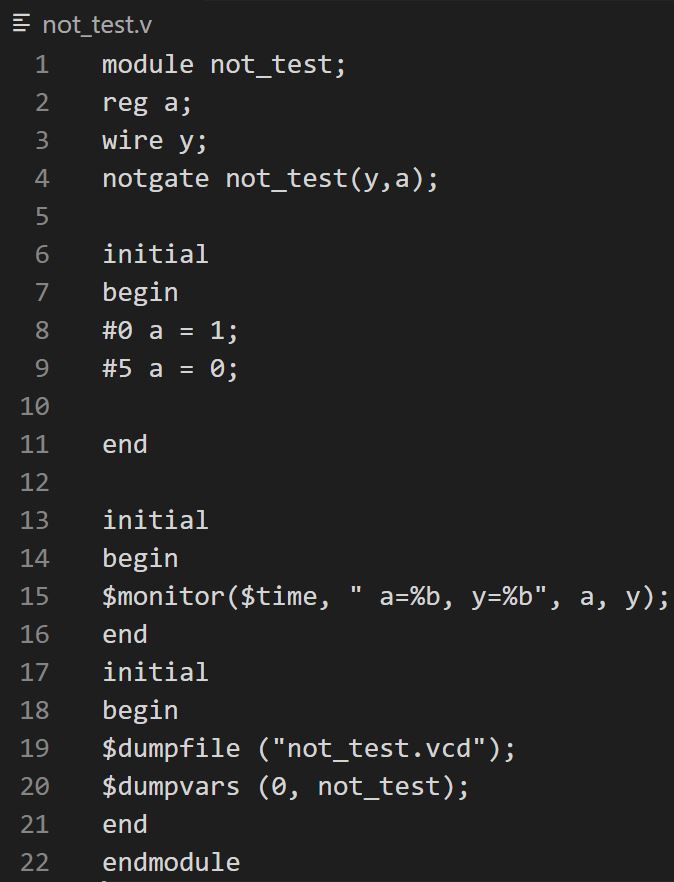 not_test.v
1 module not_test;
2 reg a;
3 wire y;
4 notgate not_test(y,a);
5
6 initial
7 begin
8 #0 a = 1;
9 #5 a = 0;
10
11 end
12
13 initial
14 begin
15 $monitor($time, " a=%b, y=%b", a, y);
16 end
17 initial
18 begin
19 $dumpfile ("not_test.vcd");
20 $dumpvars (0, not_test);
21 end
22 endmodule